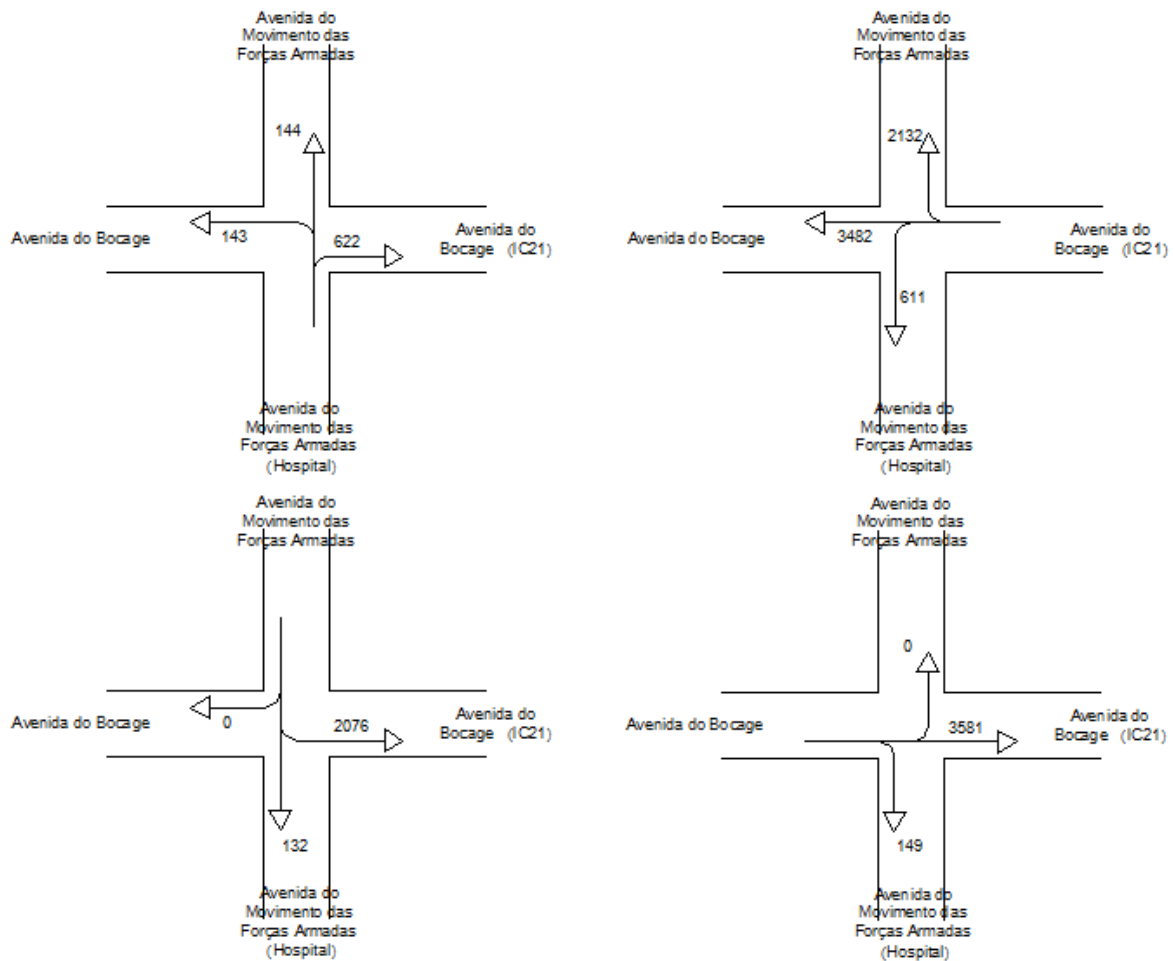 Avenida do
Movimento das
Forças Armadas
144
Avenida do Bocage
143
622
Avenida do
Bocage (IC21)
Avenida do
Movimento das
Forças Armadas
(Hospital)
Avenida do
Movimento das
Forças Armadas
2132
Avenida do Bocage
3482
Avenida do
Bocage (IC21)
611
Avenida do
Movimento das
Forças Armadas
(Hospital)
Avenida do
Movimento das
Forças Armadas
Avenida do Bocage
0
2076
Avenida do
Bocage (IC21)
132
Avenida do
Movimento das
Forças Armadas
(Hospital)
Avenida do
Movimento das
Forças Armadas
0
Avenida do Bocage
3581
Avenida do
Bocage (IC21)
149
Avenida do
Movimento das
Forças Armadas
(Hospital)